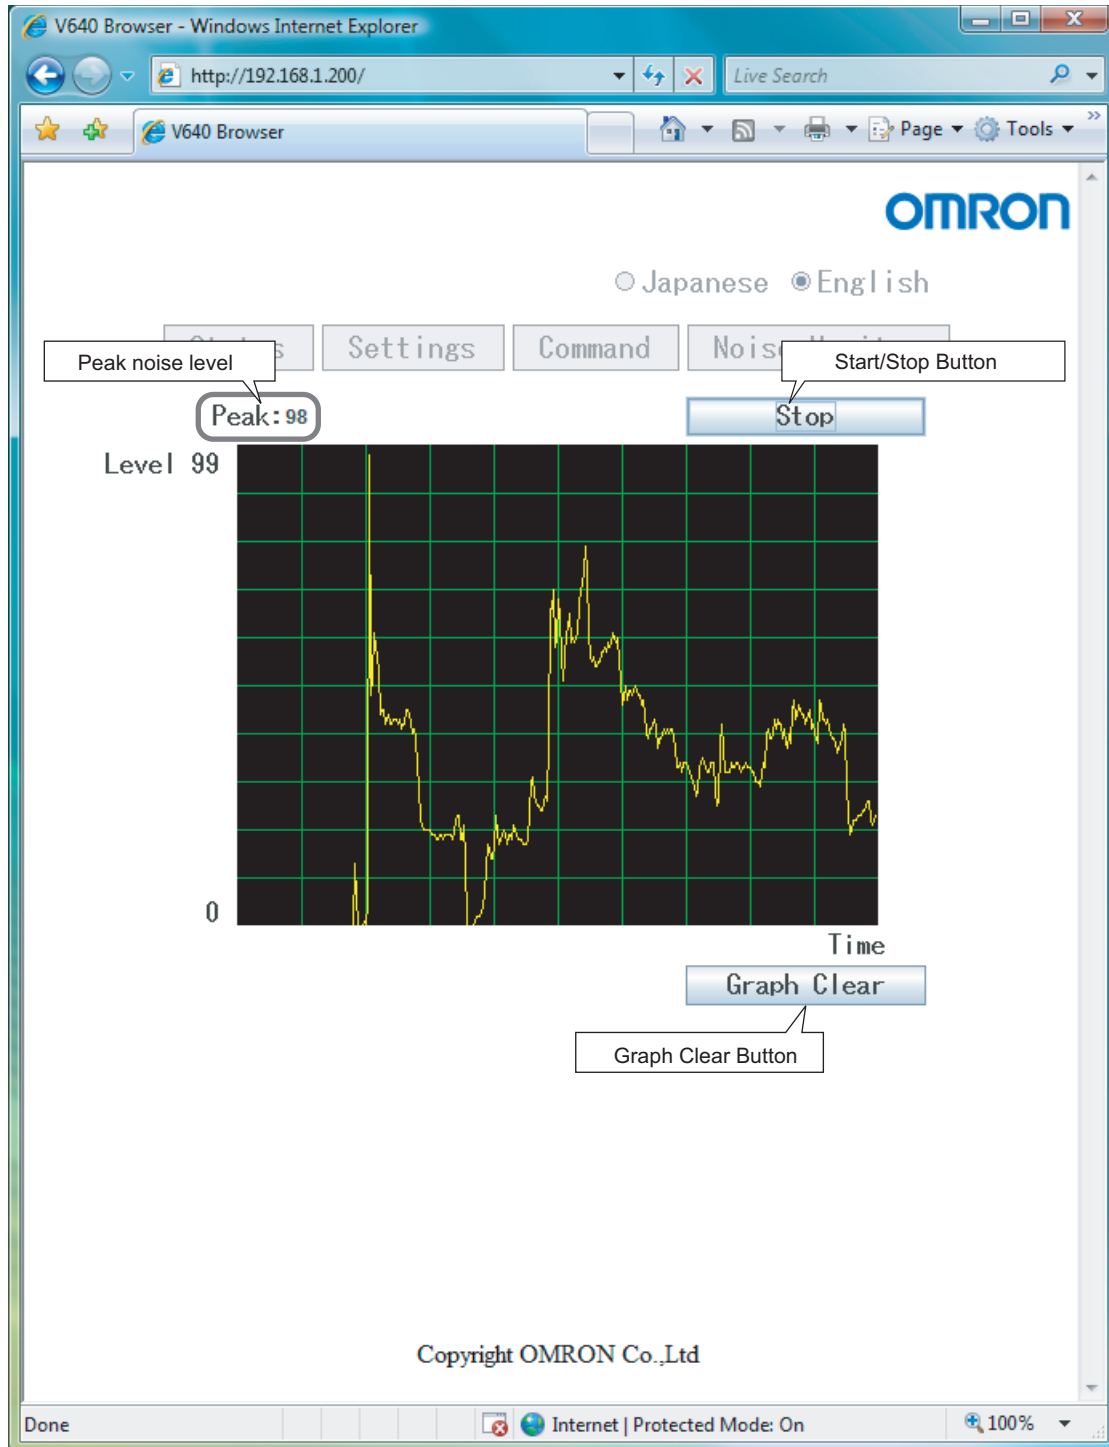 V640 Browser - Windows Internet Explorer
http://192.168.1.200/
Live Search
V640 Browser
Page
Tools
OMRON
Japanese English
Settings Command
Peak noise level
Start/Stop Button
Peak:98
Stop
Level 99
0
Time
Graph Clear
Graph Clear Button
Copyright OMRON Co.,Ltd
Done
Internet | Protected Mode: On
100%